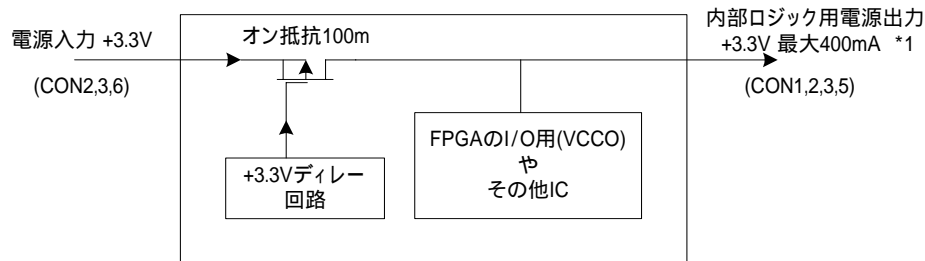 電源入力 +3.3V
(CON2,3,6)
オン抵抗100m
+3.3Vディレー
回路
FPGAのI/O用(VCCO)
や
その他IC
内部ロジック用電源出力
+3.3V 最大400mA *1
(CON1,2,3,5)